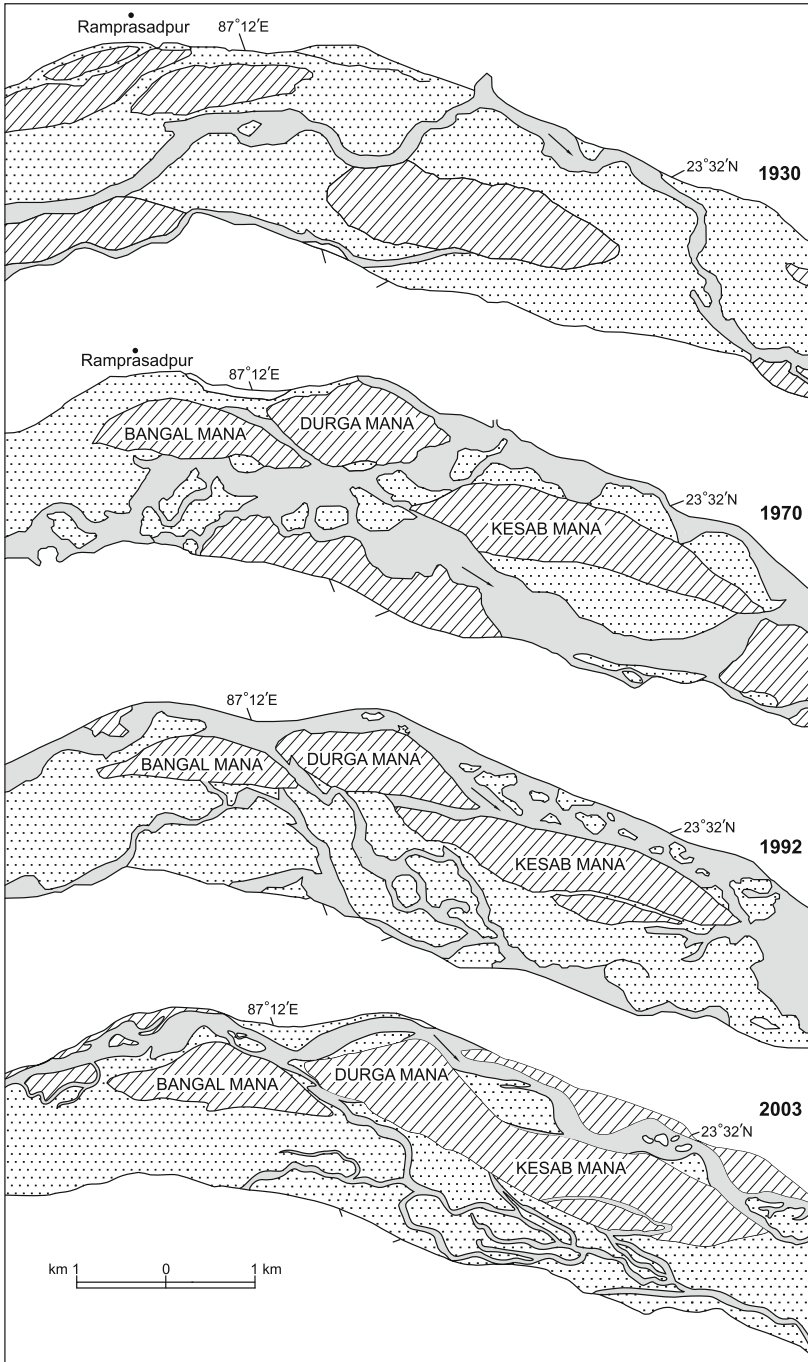 Ramprasadpur
87°12′E
23°32′N
1930
Ramprasadpur
87°12′E
DURGA MANA
BANGAL MANA
23°32′N
1970
KESAB MANA
87°12′E
BANGAL MANA
DURGA MANA
23°32′N
1992
KESAB MANA
87°12′E
DURGA MANA
BANGAL MANA
2003
23°32′N
KESAB MANA
km 1 0 1 km